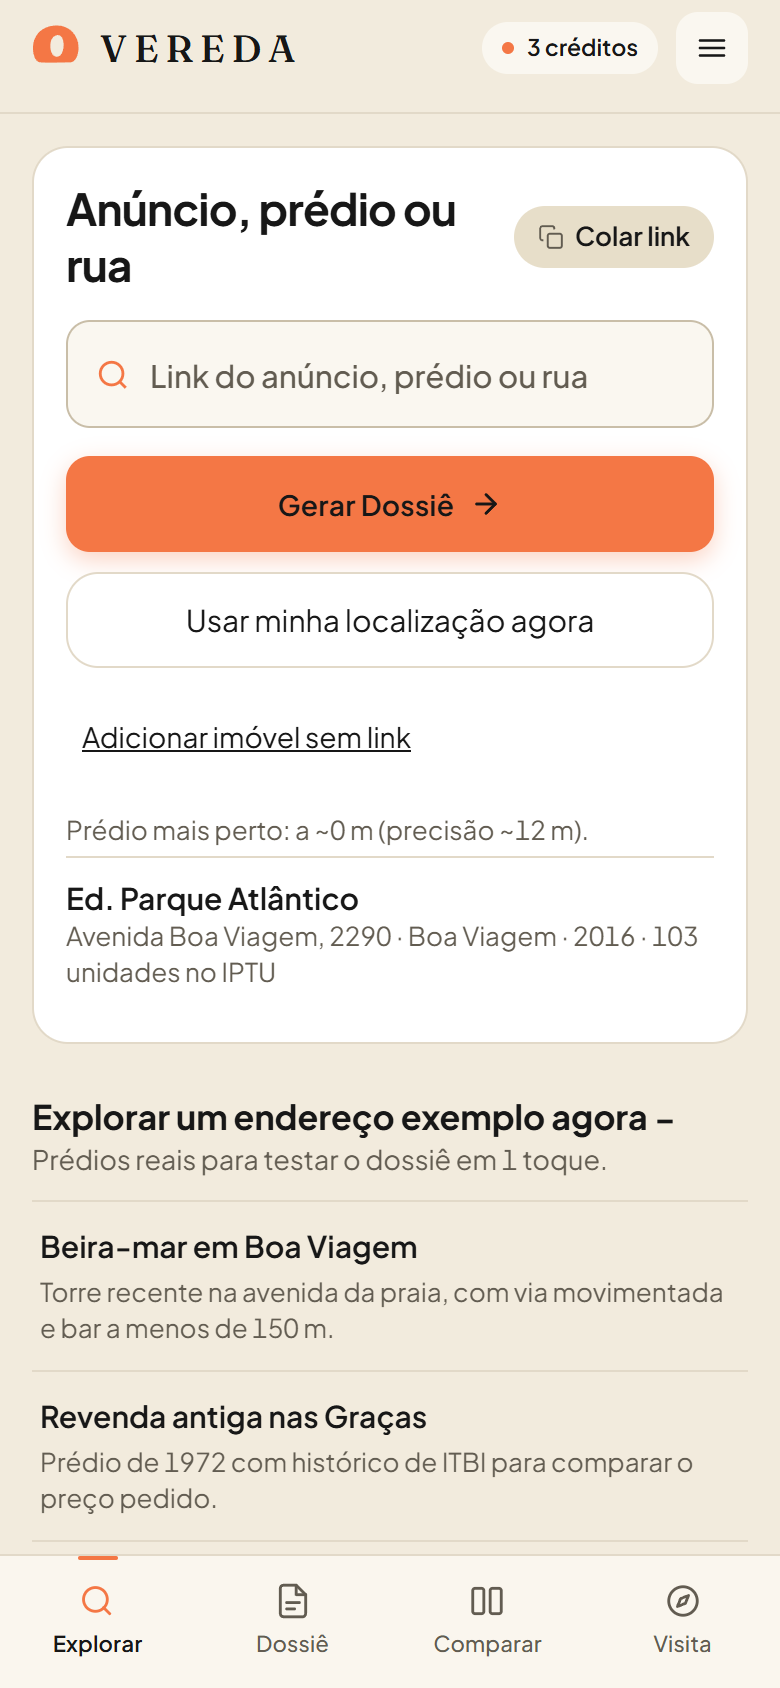 VEREDA
3 créditos
Anúncio, prédio ou
rua
Colar link
Link do anúncio, prédio ou rua
Gerar Dossiê
Usar minha localização agora
Adicionar imóvel sem link
Prédio mais perto: a ~0 m (precisão ~12 m).
Ed. Parque Atlântico
Avenida Boa Viagem, 2290 · Boa Viagem · 2016 · 103
unidades no IPTU
Explorar um endereço exemplo agora –
Prédios reais para testar o dossiê em 1 toque.
Beira-mar em Boa Viagem
Torre recente na avenida da praia, com via movimentada
e bar a menos de 150 m.
Revenda antiga nas Graças
Prédio de 1972 com histórico de ITBI para comparar o
preço pedido.
Explorar
Dossiê
Comparar
Visita